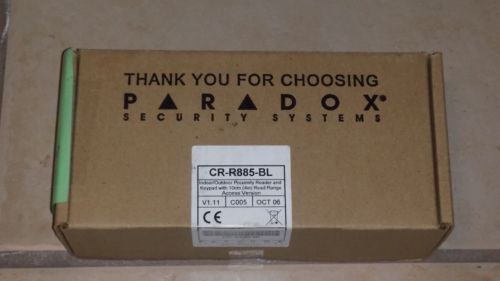 THANK YOU FOR CHOOSING
PARADOX®
SECURITY SYSTEMS
CR-R885-BL
Indoor/Outdoor Proximity Reader and
Keypad with 10cm (4in) Read Range
Access Version
V1.11 C005 OCT 06
CE